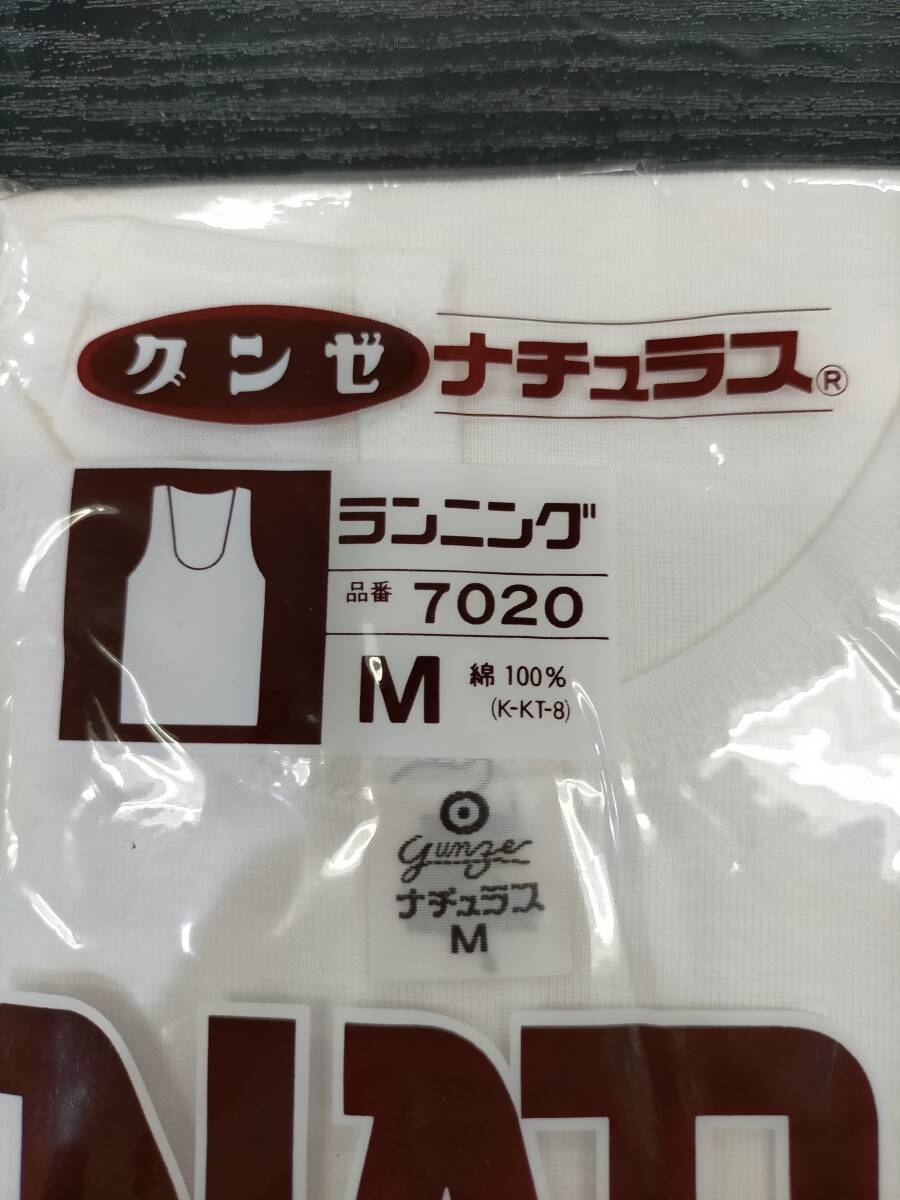 グンゼ ナチュラス®
ランニング
品番 7020
M 綿 100%
(K-KT-8)
gunze
ナチュラス
M